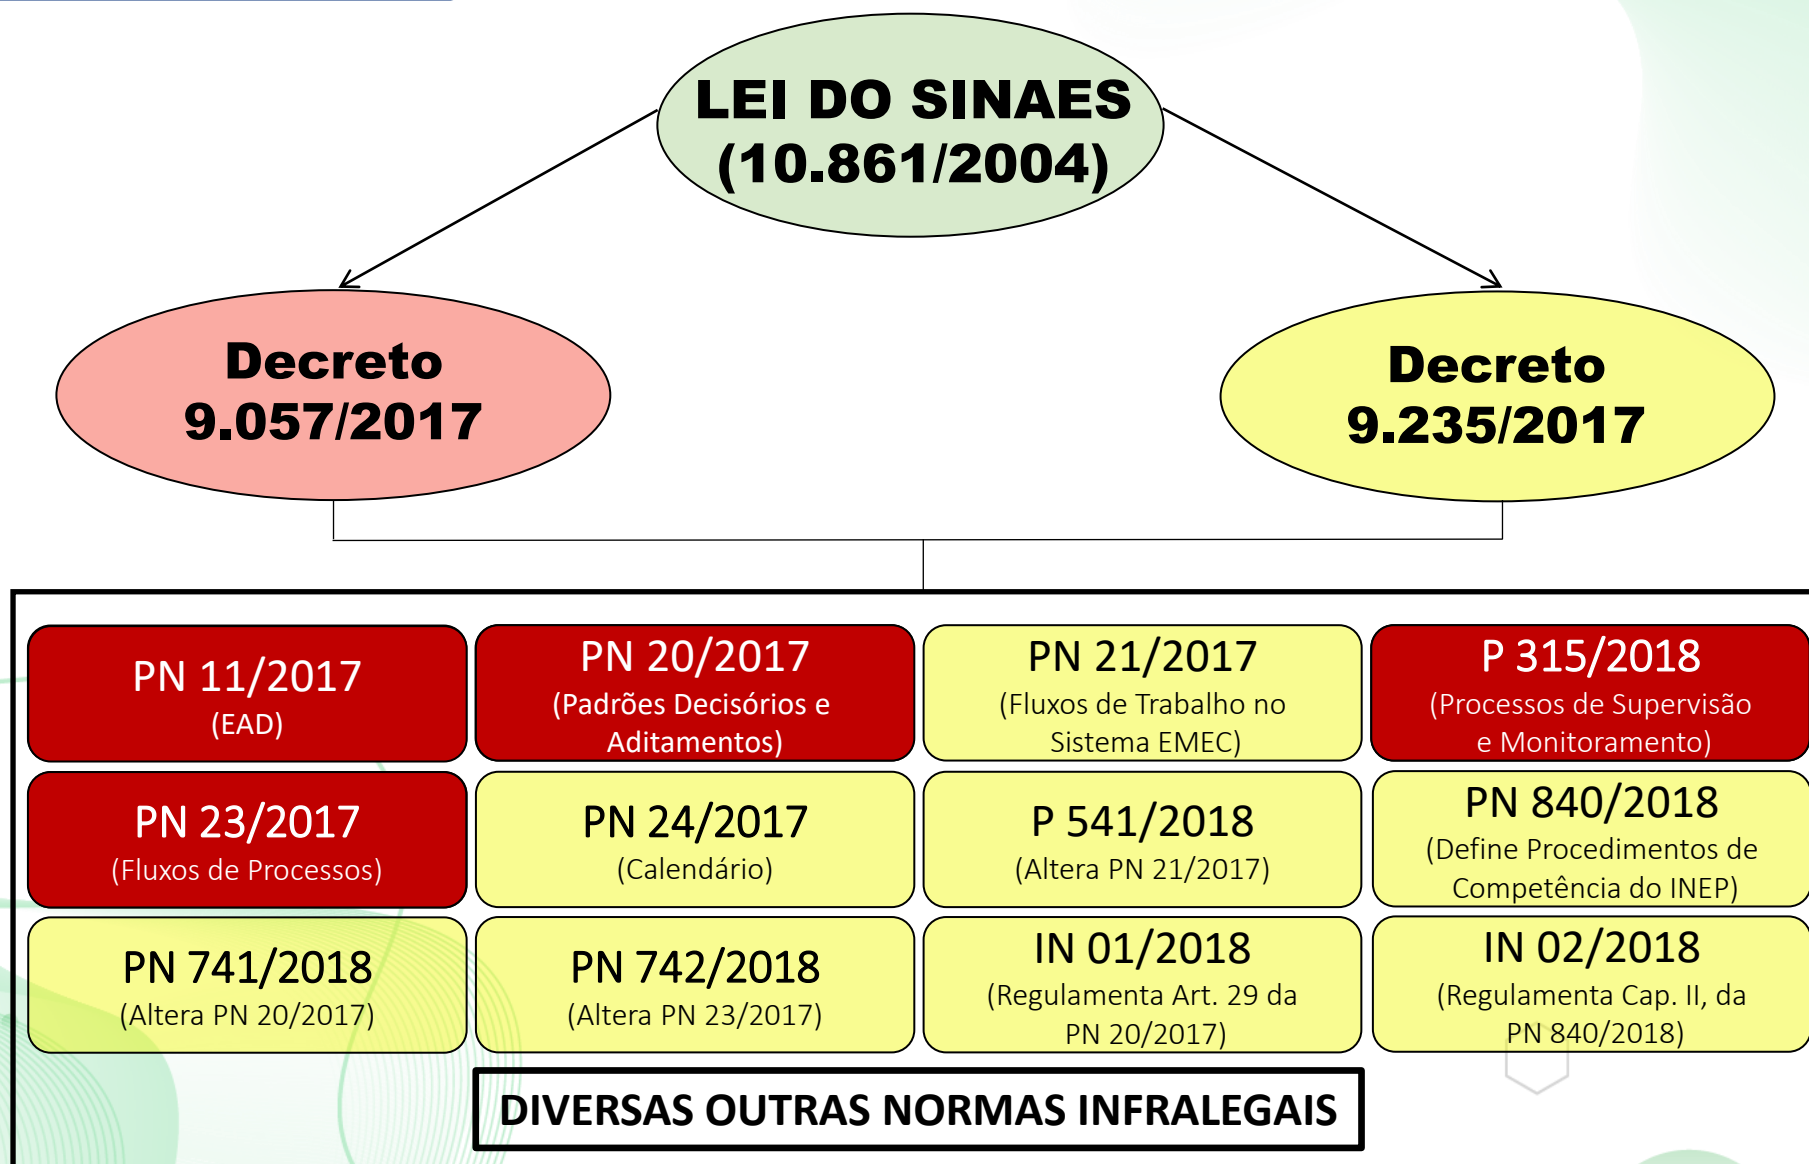 LEI DO SINAES
(10.861/2004)
Decreto
9.057/2017
Decreto
9.235/2017
PN 11/2017
(EAD)
PN 20/2017
(Padrões Decisórios e
Aditamentos)
PN 21/2017
(Fluxos de Trabalho no
Sistema EMEC)
P 315/2018
(Processos de Supervisão
e Monitoramento)
PN 23/2017
(Fluxos de Processos)
PN 24/2017
(Calendário)
P 541/2018
(Altera PN 21/2017)
PN 840/2018
(Define Procedimentos de
Competência do INEP)
PN 741/2018
(Altera PN 20/2017)
PN 742/2018
(Altera PN 23/2017)
IN 01/2018
(Regulamenta Art. 29 da
PN 20/2017)
IN 02/2018
(Regulamenta Cap. II, da
PN 840/2018)
DIVERSAS OUTRAS NORMAS INFRALEGAIS